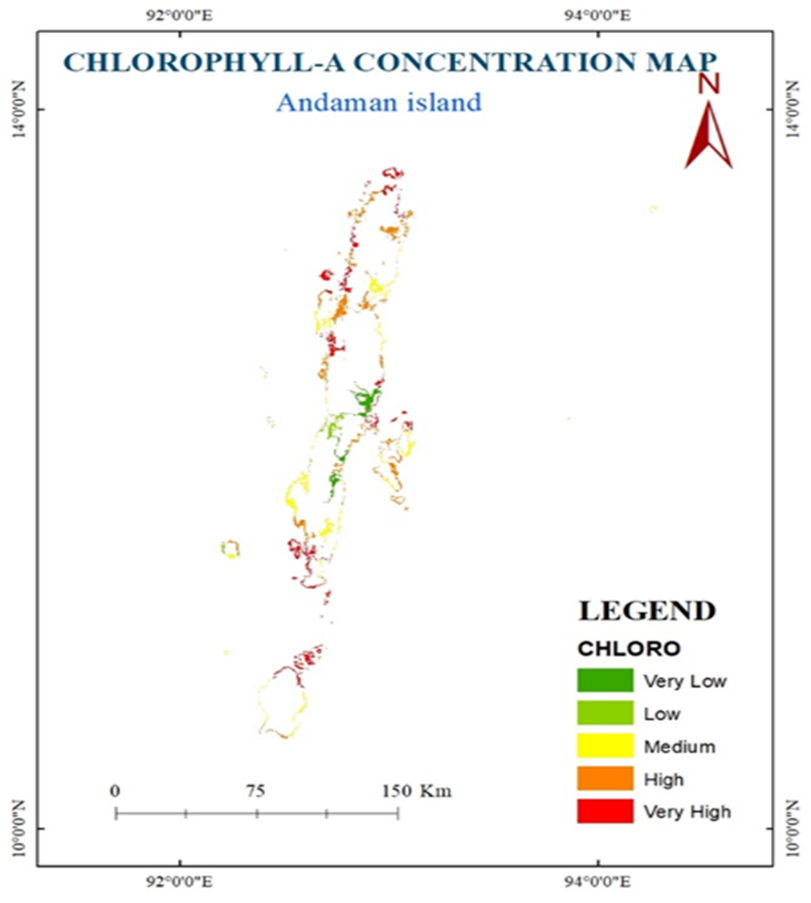 92°0'0"E 94°0'0"E
CHLOROPHYLL-A CONCENTRATION MAP
Andaman island
N
14°0'0"N 14°0'0"N
LEGEND
CHLORO
Very Low
Low
Medium
High
Very High
0 75 150 Km
10°0'0"N 10°0'0"N
92°0'0"E 94°0'0"E